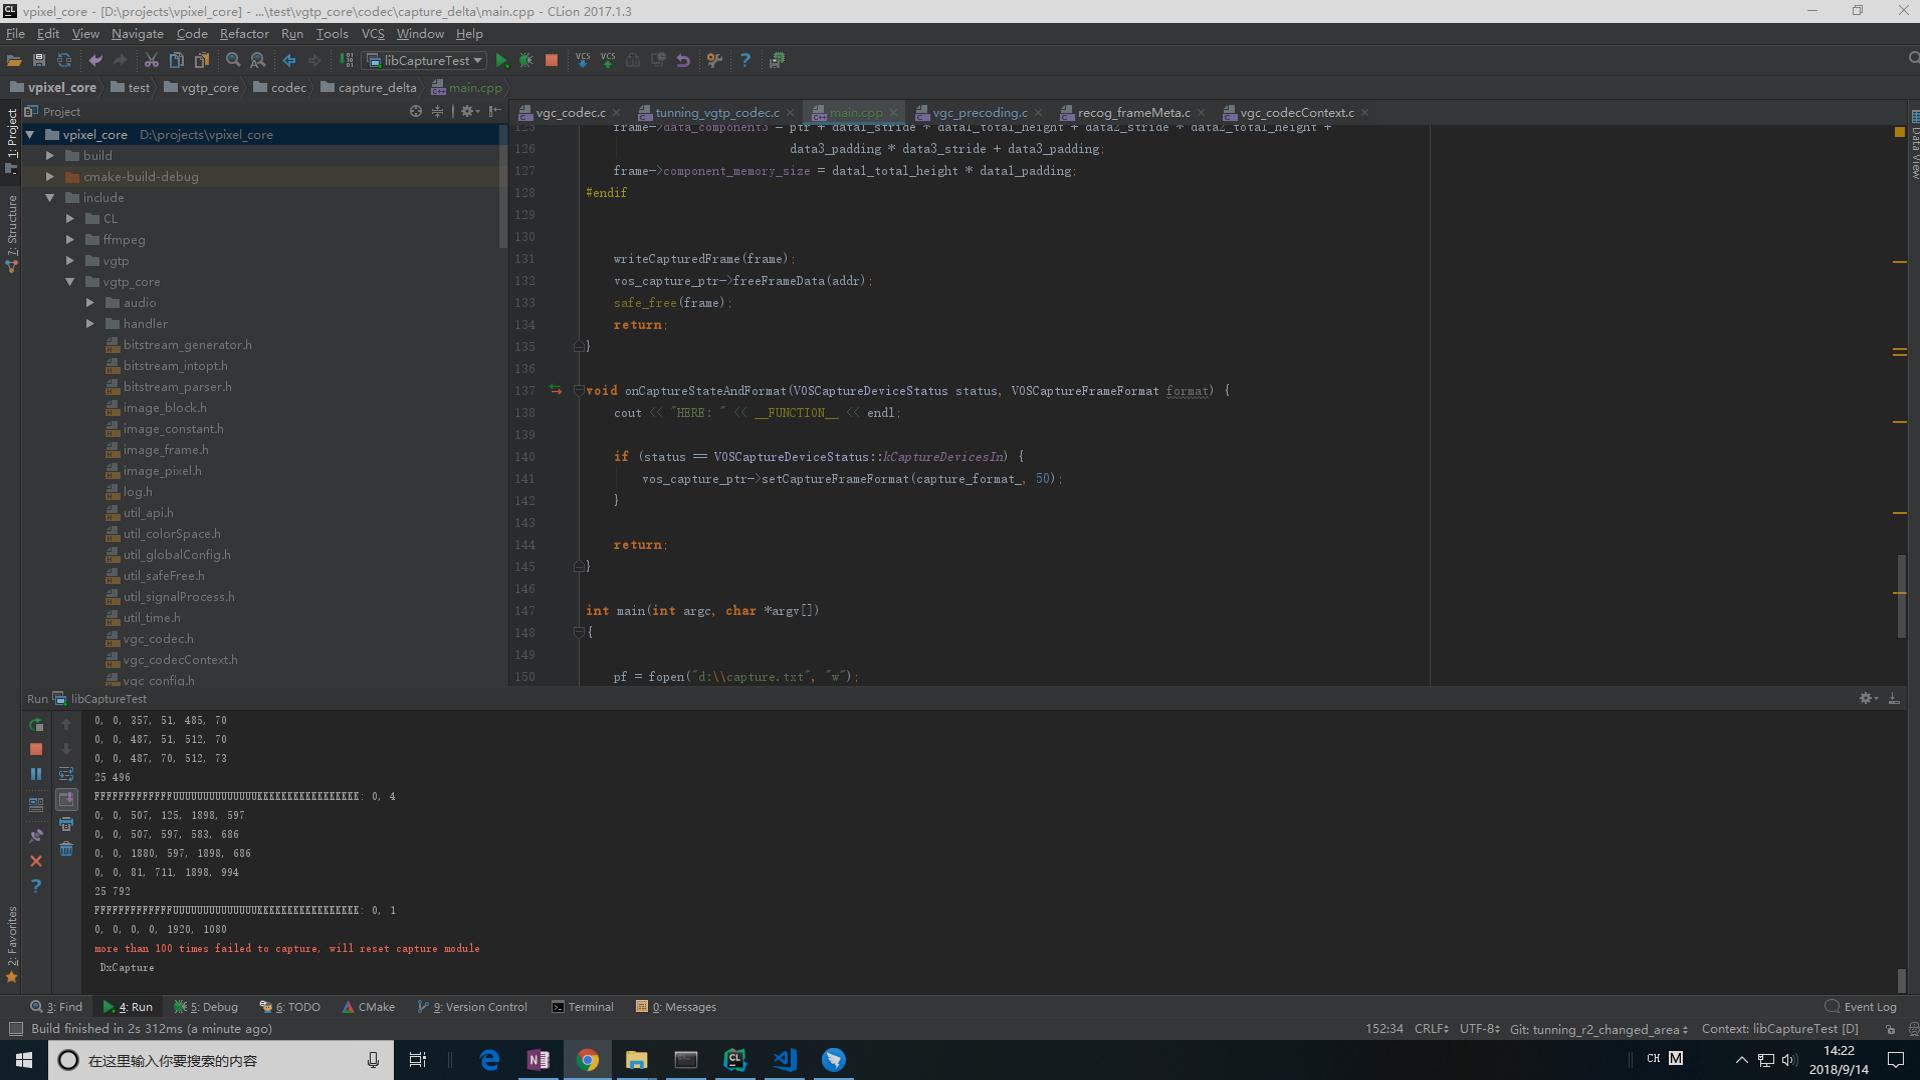 vpixel_core - [D:\projects\vpixel_core] - ...\test\vgtp_core\codec\capture_delta\main.cpp - CLion 2017.1.3
File Edit View Navigate Code Refactor Run Tools VCS Window Help
libCaptureTest
vpixel_core test vgtp_core codec capture_delta main.cpp
Project
vgc_codec.c tunning_vgtp_codec.c main.cpp vgc_precoding.c recog_frameMeta.c vgc_codecContext.c
1: Project
7: Structure
2: Favorites
Data View
vpixel_core D:\projects\vpixel_core
build
cmake-build-debug
include
CL
ffmpeg
vgtp
vgtp_core
audio
handler
bitstream_generator.h
bitstream_intopt.h
bitstream_parser.h
image_block.h
image_constant.h
image_frame.h
image_pixel.h
log.h
util_api.h
util_colorSpace.h
util_globalConfig.h
util_safeFree.h
util_signalProcess.h
util_time.h
vgc_codec.h
vgc_codecContext.h
vgc_config.h
125 frame->data_component3 = ptr + data1_stride * data1_total_height + data2_stride * data2_total_height +
126 data3_padding * data3_stride + data3_padding;
127 frame->component_memory_size = data1_total_height * data1_padding;
128 #endif
129
130
131 writeCapturedFrame(frame);
132 vos_capture_ptr->freeFrameData(addr);
133 safe_free(frame);
134 return;
135 }
136
137 void onCaptureStateAndFormat(VOSCaptureDeviceStatus status, VOSCaptureFrameFormat format) {
138 cout << "HERE: " << __FUNCTION__ << endl;
139
140 if (status == VOSCaptureDeviceStatus::kCaptureDevicesIn) {
141 vos_capture_ptr->setCaptureFrameFormat(capture_format_, 50);
142 }
143
144 return;
145 }
146
147 int main(int argc, char *argv[])
148 {
149
150 pf = fopen("d:\\capture.txt", "w");
Run libCaptureTest
0, 0, 357, 51, 485, 70
0, 0, 487, 51, 512, 70
0, 0, 487, 70, 512, 73
25 496
FFFFFFFFFFFFFUUUUUUUUUUUUUUKKKKKKKKKKKKKKKKK: 0, 4
0, 0, 507, 125, 1898, 597
0, 0, 507, 597, 583, 686
0, 0, 1880, 597, 1898, 686
0, 0, 81, 711, 1898, 994
25 792
FFFFFFFFFFFFFUUUUUUUUUUUUUUKKKKKKKKKKKKKKKKK: 0, 1
0, 0, 0, 0, 1920, 1080
more than 100 times failed to capture, will reset capture module
DxCapture
3: Find 4: Run 5: Debug 6: TODO CMake 9: Version Control Terminal 0: Messages Event Log
Build finished in 2s 312ms (a minute ago) 152:34 CRLF UTF-8 Git: tunning_r2_changed_area Context: libCaptureTest [D]
在这里输入你要搜索的内容
CH M
14:22
2018/9/14